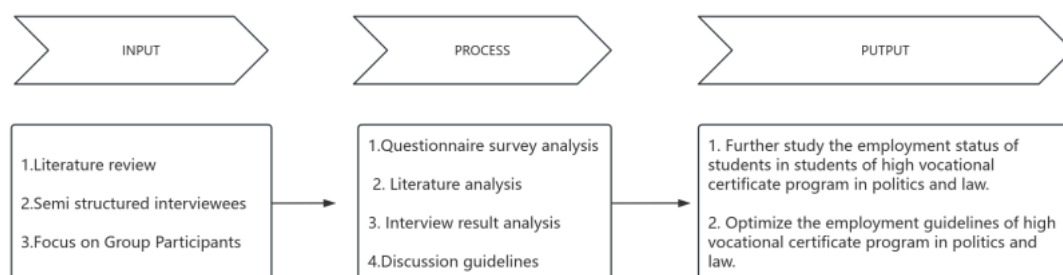 INPUT
PROCESS
PUTPUT
1.Literature review
2.Semi structured interviewees
3.Focus on Group Participants
1.Questionnaire survey analysis
2. Literature analysis
3. Interview result analysis
4.Discussion guidelines
1. Further study the employment status of
students in students of high vocational
certificate program in politics and law.
2. Optimize the employment guidelines of high
vocational certificate program in politics and
law.